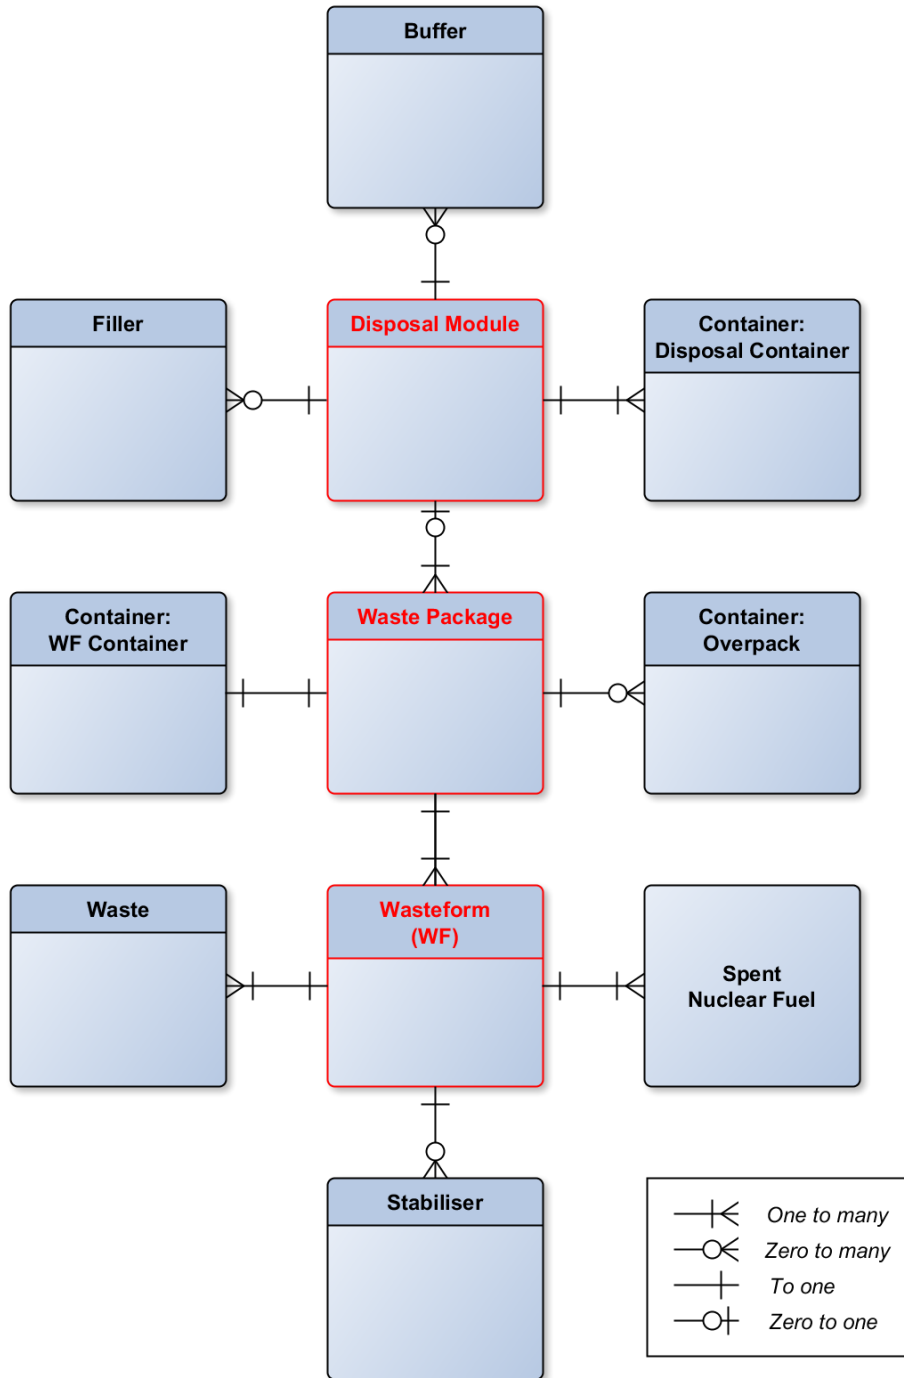 Buffer
Filler
Disposal Module
Container:
Disposal Container
Container:
WF Container
Waste Package
Container:
Overpack
Waste
Wasteform
(WF)
Spent
Nuclear Fuel
Stabiliser
One to many
Zero to many
To one
Zero to one